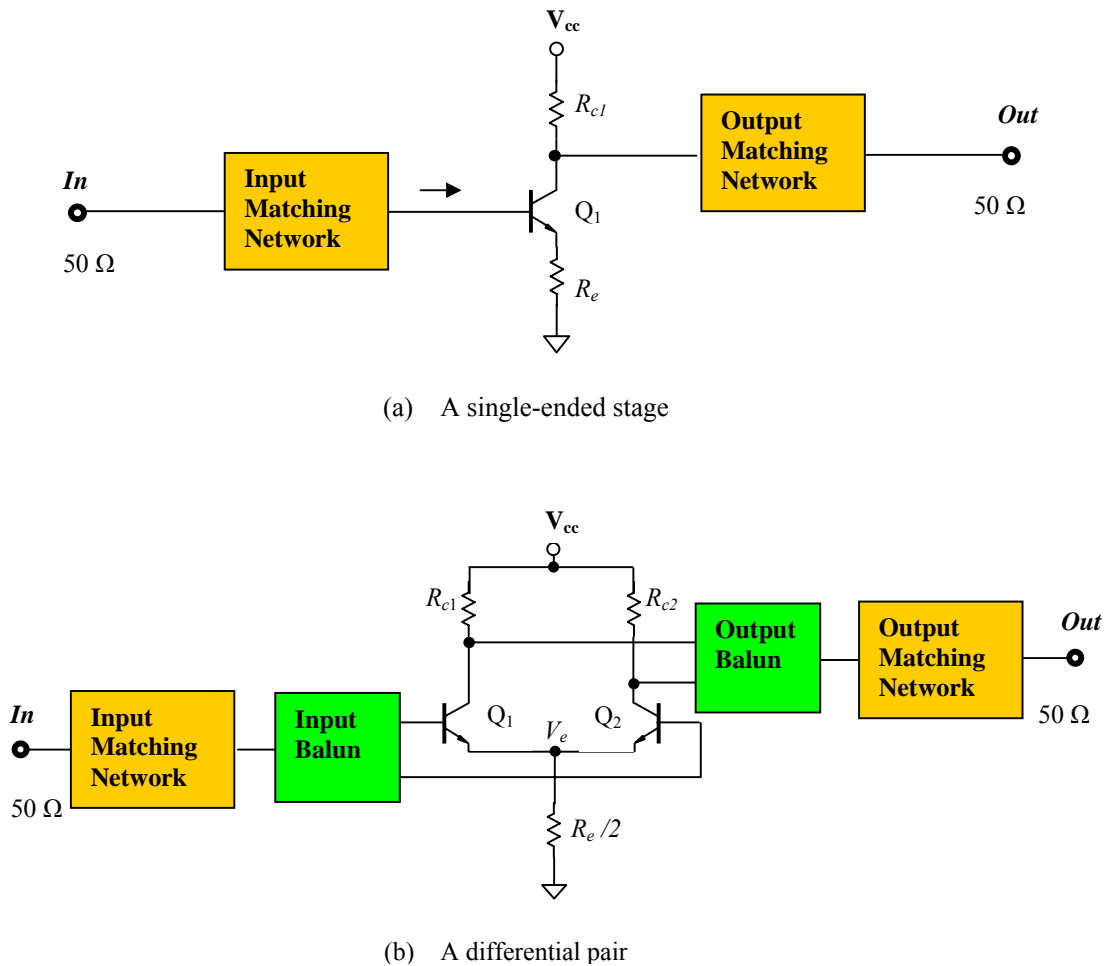 Vcc
Rc1
Output
Matching
Network
Out
In
Input
Matching
Network
Q1
50 Ω
50 Ω
Re
(a) A single-ended stage
Vcc
Rc1
Rc2
Output
Balun
Output
Matching
Network
Out
In
Input
Matching
Network
Input
Balun
Q1
Ve
Q2
50 Ω
50 Ω
Re /2
(b) A differential pair